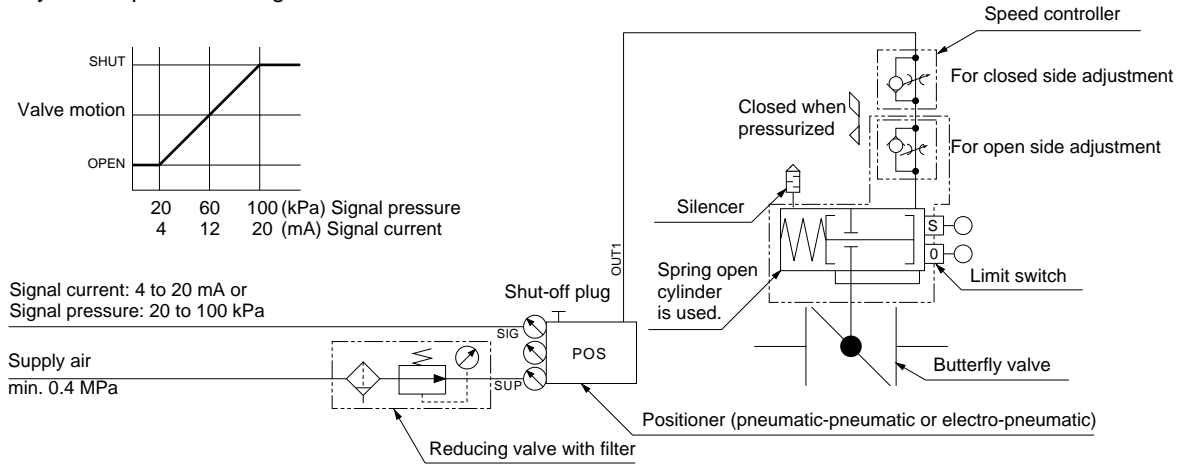 Speed controller
SHUT
For closed side adjustment
Valve motion
Closed when
pressurized
For open side adjustment
OPEN
20 60 100 (kPa) Signal pressure
4 12 20 (mA) Signal current
Silencer
S
0
OUT1
Spring open
cylinder
is used.
Limit switch
Signal current: 4 to 20 mA or
Signal pressure: 20 to 100 kPa
Shut-off plug
SIG
POS
Supply air
min. 0.4 MPa
SUP
Butterfly valve
Positioner (pneumatic-pneumatic or electro-pneumatic)
Reducing valve with filter